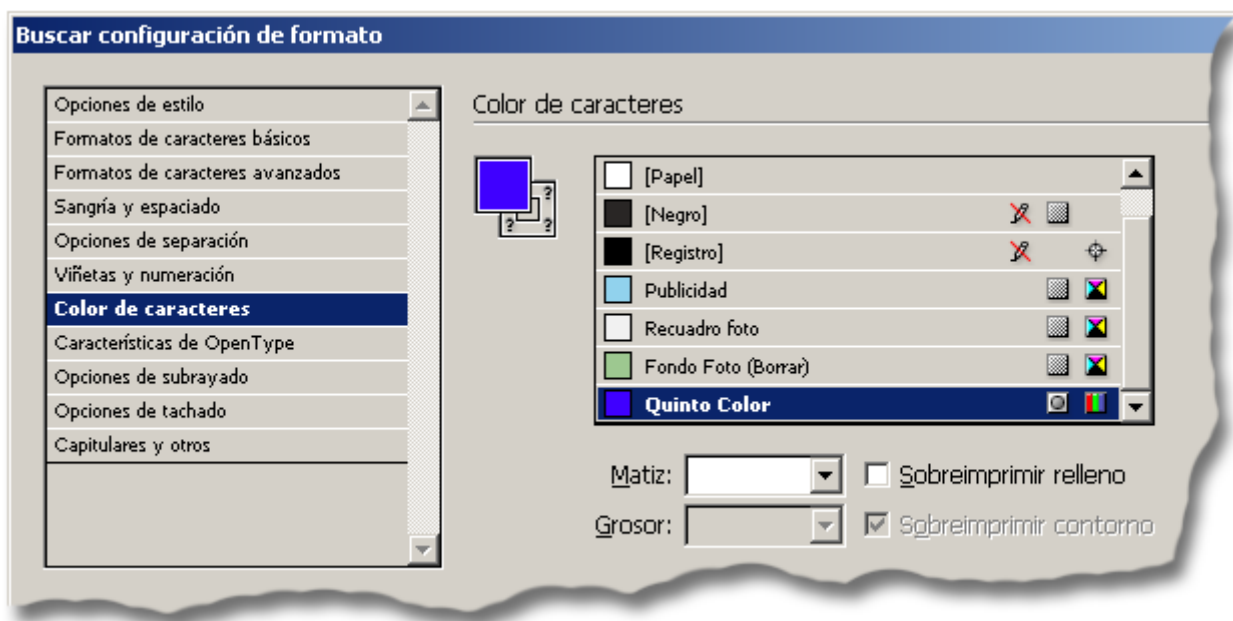 Buscar configuración de formato
Opciones de estilo
Formatos de caracteres básicos
Formatos de caracteres avanzados
Sangría y espaciado
Opciones de separación
Viñetas y numeración
Color de caracteres
Características de OpenType
Opciones de subrayado
Opciones de tachado
Capitulares y otros
Color de caracteres
? ? ?
[Papel]
[Negro]
[Registro]
Publicidad
Recuadro foto
Fondo Foto (Borrar)
Quinto Color
Matiz: Sobreimprimir relleno
Grosor: Sobreimprimir contorno